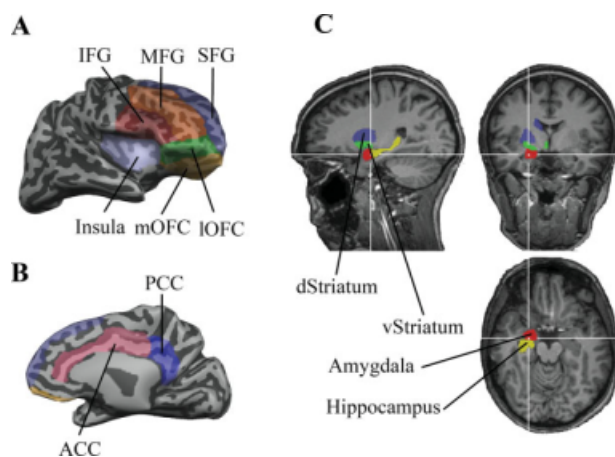 A
IFG MFG SFG
Insula mOFC lOFC
B
PCC
ACC
C
dStriatum
vStriatum
Amygdala
Hippocampus